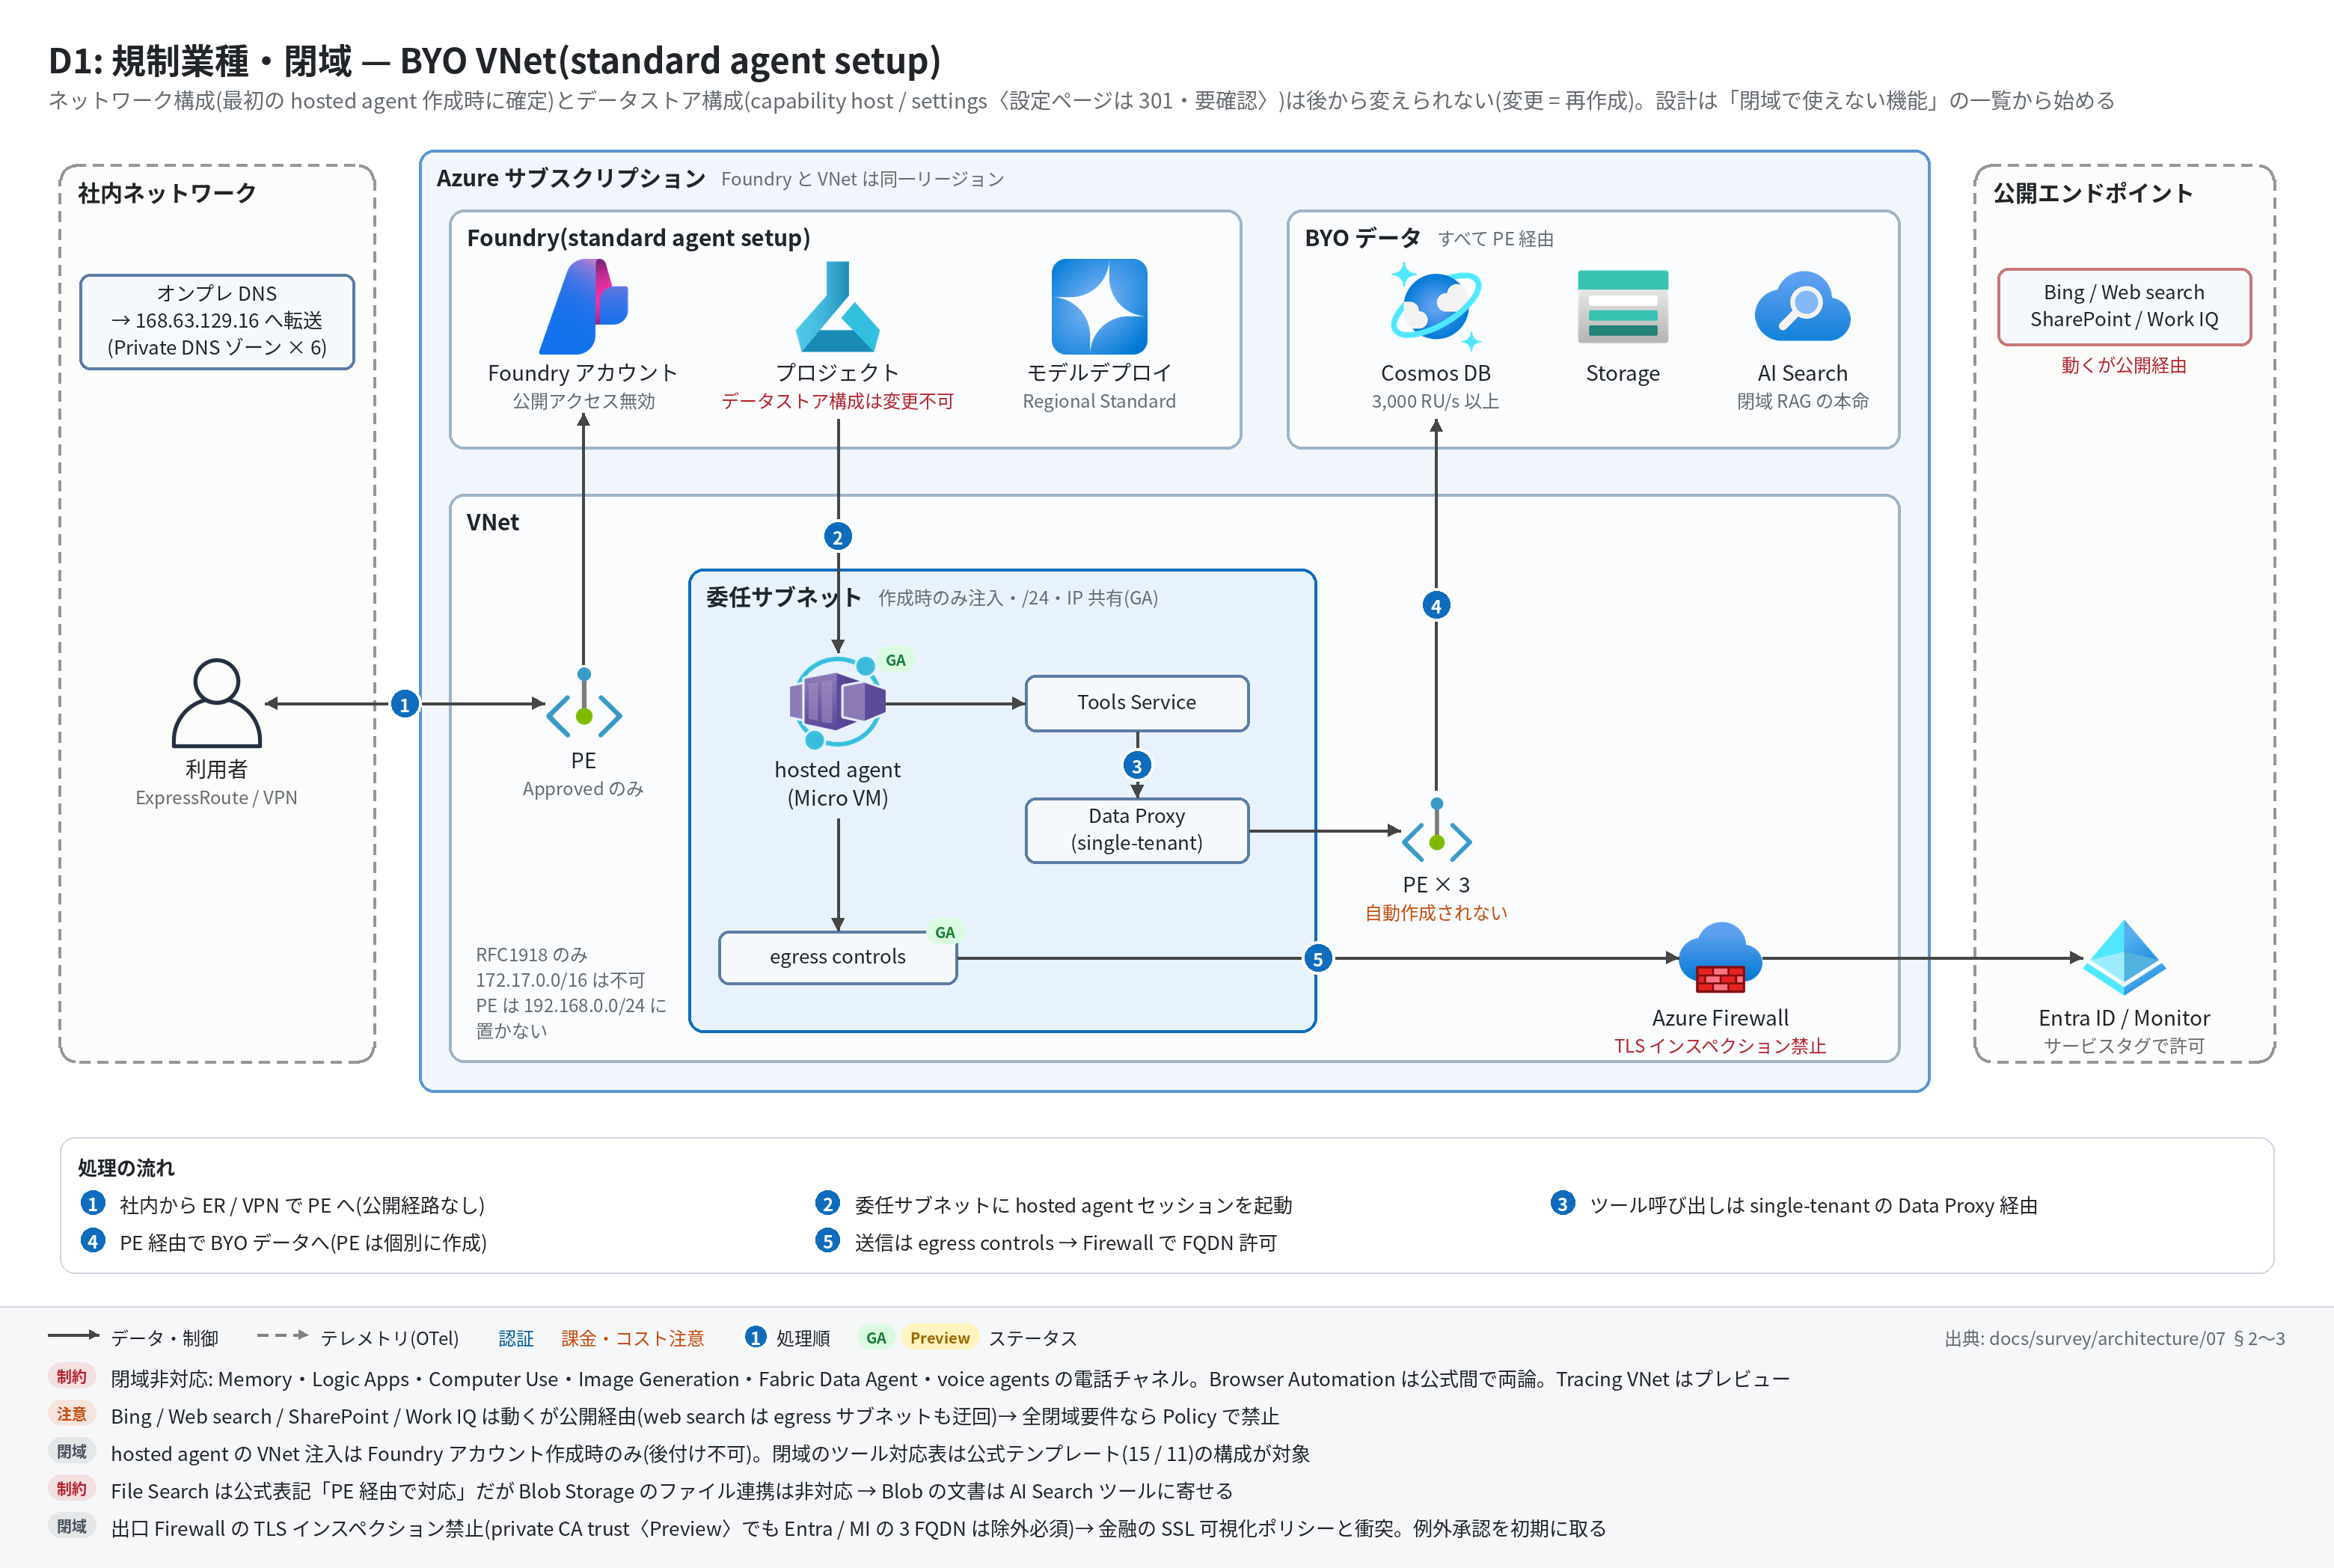 D1: 規制業種・閉域 — BYO VNet(standard agent setup)
ネットワーク構成(最初の hosted agent 作成時に確定)とデータストア構成(capability host / settings〈設定ページは 301・要確認〉)は後から変えられない(変更 = 再作成)。設計は「閉域で使えない機能」の一覧から始める
社内ネットワーク
オンプレ DNS
→ 168.63.129.16 へ転送
(Private DNS ゾーン × 6)
利用者
ExpressRoute / VPN
1
Azure サブスクリプション Foundry と VNet は同一リージョン
Foundry(standard agent setup)
Foundry アカウント
公開アクセス無効
プロジェクト
データストア構成は変更不可
モデルデプロイ
Regional Standard
BYO データ すべて PE 経由
Cosmos DB
3,000 RU/s 以上
Storage
AI Search
閉域 RAG の本命
VNet
2
4
委任サブネット 作成時のみ注入・/24・IP 共有(GA)
PE
Approved のみ
GA
hosted agent
(Micro VM)
Tools Service
3
Data Proxy
(single-tenant)
PE × 3
自動作成されない
GA
egress controls
5
RFC1918 のみ
172.17.0.0/16 は不可
PE は 192.168.0.0/24 に
置かない
Azure Firewall
TLS インスペクション禁止
公開エンドポイント
Bing / Web search
SharePoint / Work IQ
動くが公開経由
Entra ID / Monitor
サービスタグで許可
処理の流れ
1 社内から ER / VPN で PE へ(公開経路なし)
2 委任サブネットに hosted agent セッションを起動
3 ツール呼び出しは single-tenant の Data Proxy 経由
4 PE 経由で BYO データへ(PE は個別に作成)
5 送信は egress controls → Firewall で FQDN 許可
データ・制御 テレメトリ(OTel) 認証 課金・コスト注意 1 処理順 GA Preview ステータス
出典: docs/survey/architecture/07 §2〜3
制約 閉域非対応: Memory・Logic Apps・Computer Use・Image Generation・Fabric Data Agent・voice agents の電話チャネル。Browser Automation は公式間で両論。Tracing VNet はプレビュー
注意 Bing / Web search / SharePoint / Work IQ は動くが公開経路(web search は egress サブネットも迂回)→ 全閉域要件なら Policy で禁止
閉域 hosted agent の VNet 注入は Foundry アカウント作成時のみ(後付け不可)。閉域のツール対応表は公式テンプレート(15 / 11)の構成が対象
制約 File Search は公式表記「PE 経由で対応」だが Blob Storage のファイル連携は非対応 → Blob の文書は AI Search ツールに寄せる
閉域 出口 Firewall の TLS インスペクション禁止(private CA trust〈Preview〉でも Entra / MI の 3 FQDN は除外必須)→ 金融の SSL 可視化ポリシーと衝突。例外承認を初期に取る